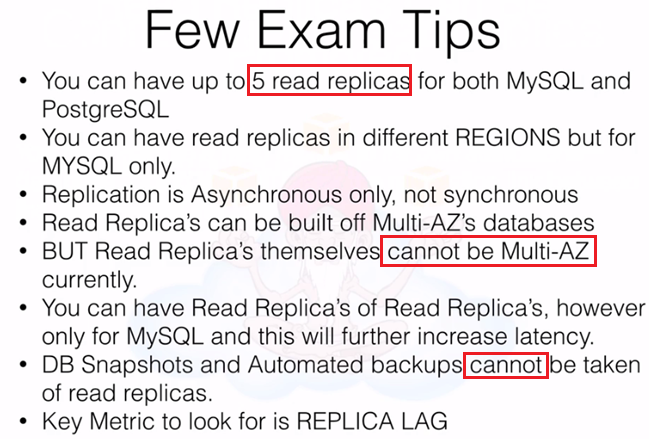 Few Exam Tips
• You can have up to 5 read replicas for both MySQL and
PostgreSQL
• You can have read replicas in different REGIONS but for
MYSQL only.
• Replication is Asynchronous only, not synchronous
• Read Replica's can be built off Multi-AZ's databases
• BUT Read Replica's themselves cannot be Multi-AZ
currently.
• You can have Read Replica's of Read Replica's, however
only for MySQL and this will further increase latency.
• DB Snapshots and Automated backups cannot be taken
of read replicas.
• Key Metric to look for is REPLICA LAG